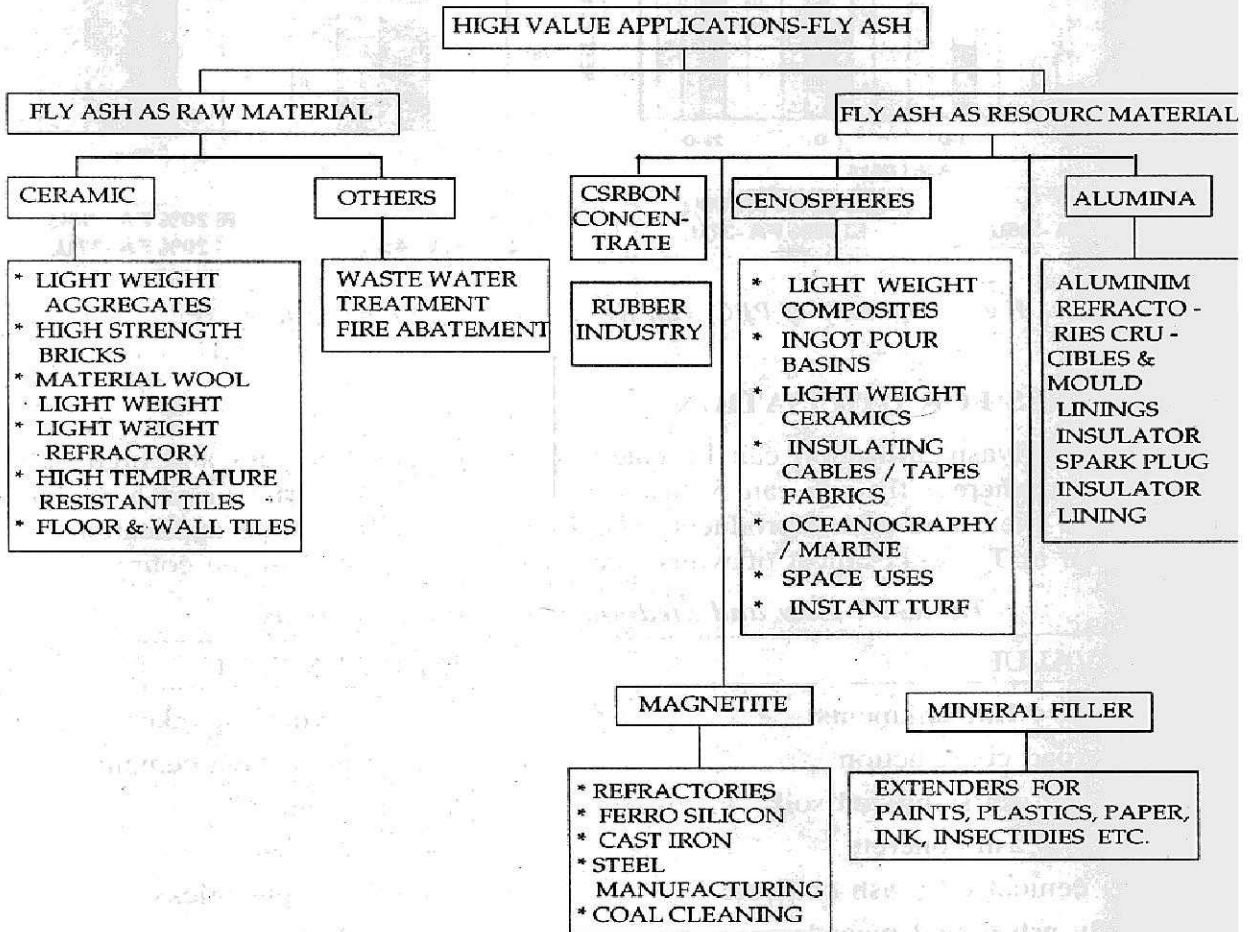 HIGH VALUE APPLICATIONS-FLY ASH
FLY ASH AS RAW MATERIAL
FLY ASH AS RESOURC MATERIAL
CERAMIC
OTHERS
CSRBON
CONCEN-
TRATE
CENOSPHERES
ALUMINA
* LIGHT WEIGHT
AGGREGATES
* HIGH STRENGTH
BRICKS
* MATERIAL WOOL
LIGHT WEIGHT
* LIGHT WEIGHT
REFRACTORY
* HIGH TEMPRATURE
RESISTANT TILES
* FLOOR & WALL TILES
WASTE WATER
TREATMENT
FIRE ABATEMENT
RUBBER
INDUSTRY
* LIGHT WEIGHT
COMPOSITES
* INGOT POUR
BASINS
* LIGHT WEIGHT
CERAMICS
* INSULATING
CABLES / TAPES
FABRICS
* OCEANOGRAPHY
/ MARINE
* SPACE USES
* INSTANT TURF
ALUMINIM
REFRACTO -
RIES CRU -
CIBLES &
MOULD
LININGS
INSULATOR
SPARK PLUG
INSULATOR
LINING
MAGNETITE
MINERAL FILLER
* REFRACTORIES
* FERRO SILICON
* CAST IRON
* STEEL
MANUFACTURING
* COAL CLEANING
EXTENDERS FOR
PAINTS, PLASTICS, PAPER,
INK, INSECTIDIES ETC.